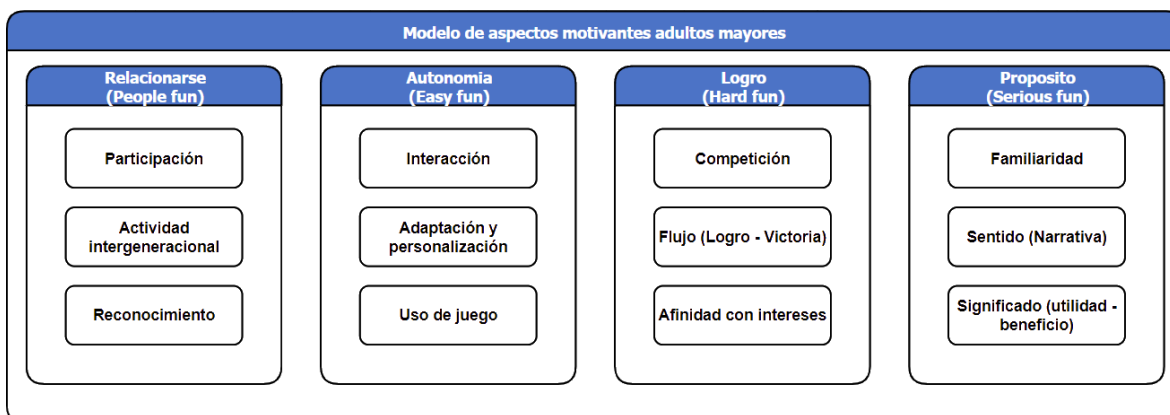 Modelo de aspectos motivantes adultos mayores
Relacionarse
(People fun)
Participación
Actividad
intergeneracional
Reconocimiento
Autonomia
(Easy fun)
Interacción
Adaptación y
personalización
Uso de juego
Logro
(Hard fun)
Competición
Flujo (Logro - Victoria)
Afinidad con intereses
Proposito
(Serious fun)
Familiaridad
Sentido (Narrativa)
Significado (utilidad -
beneficio)